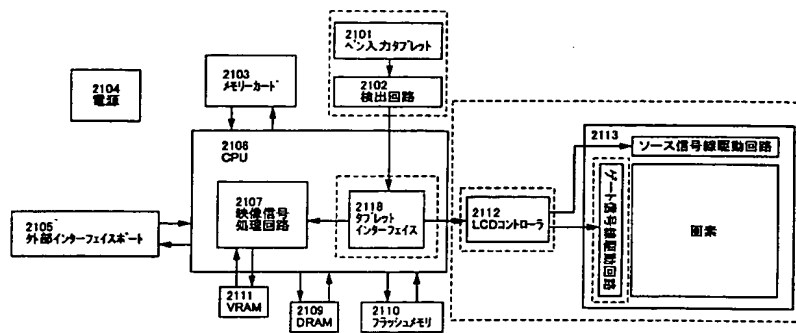 2101
ペン入力タブレット
2102
検出回路
2103
メモリーカード
2104
電源
2113
ソース信号線駆動回路
2106
CPU
2107
映像信号
処理回路
2118
タブレット
インターフェイス
2112
LCDコントローラ
ゲート信号線駆動回路
画素
2105
外部インターフェイスポート
2111
VRAM
2109
DRAM
2110
フラッシュメモリ